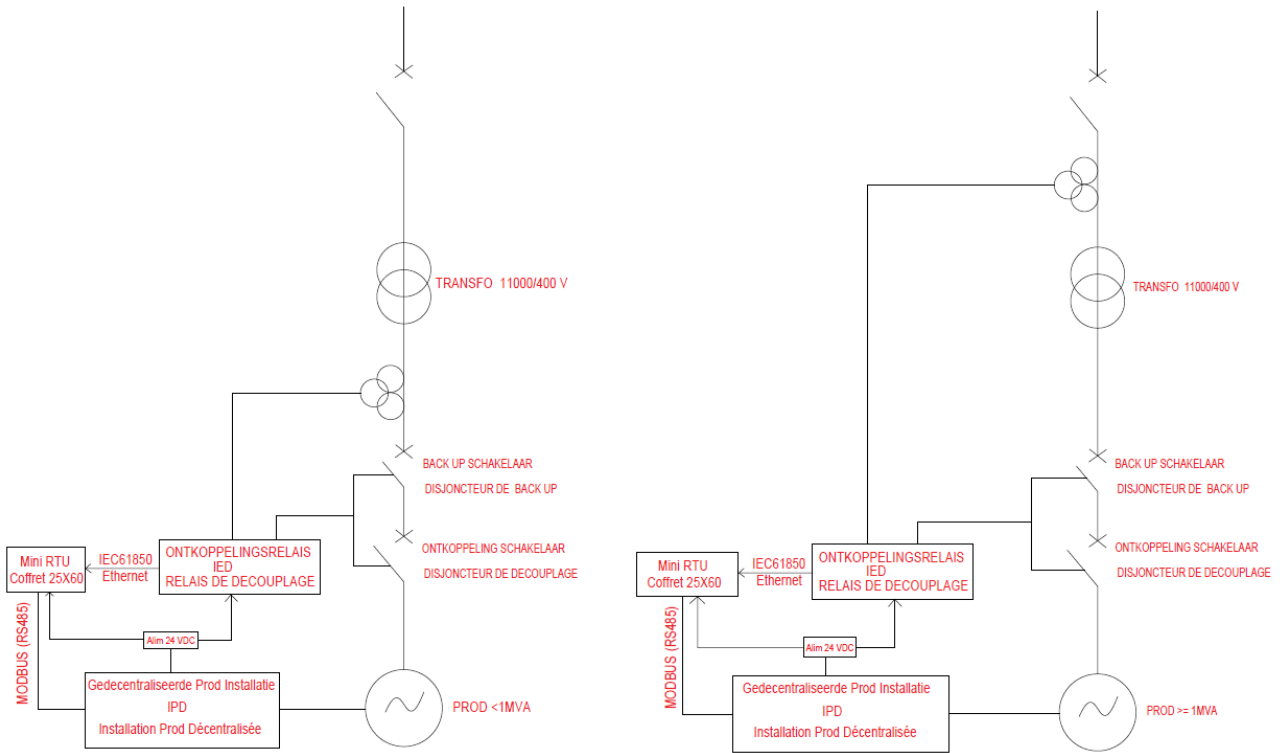 TRANSFO 11000/400 V
BACK UP SCHAKELAAR
DISJONCTEUR DE BACK UP
ONTKOPPELING SCHAKELAAR
DISJONCTEUR DE DECOUPLAGE
Mini RTU
Coffret 25X60
IEC61850
Ethernet
ONTKOPPELINGSRELAIS
IED
RELAIS DE DECOUPLAGE
MODBUS (RS485)
Alim 24 VDC
Gedecentraliseerde Prod Installatie
IPD
Installation Prod Décentralisée
PROD <1MVA
TRANSFO 11000/400 V
BACK UP SCHAKELAAR
DISJONCTEUR DE BACK UP
ONTKOPPELING SCHAKELAAR
DISJONCTEUR DE DECOUPLAGE
Mini RTU
Coffret 25X60
IEC61850
Ethernet
ONTKOPPELINGSRELAIS
IED
RELAIS DE DECOUPLAGE
MODBUS (RS485)
Alim 24 VDC
Gedecentraliseerde Prod Installatie
IPD
Installation Prod Décentralisée
PROD >= 1MVA